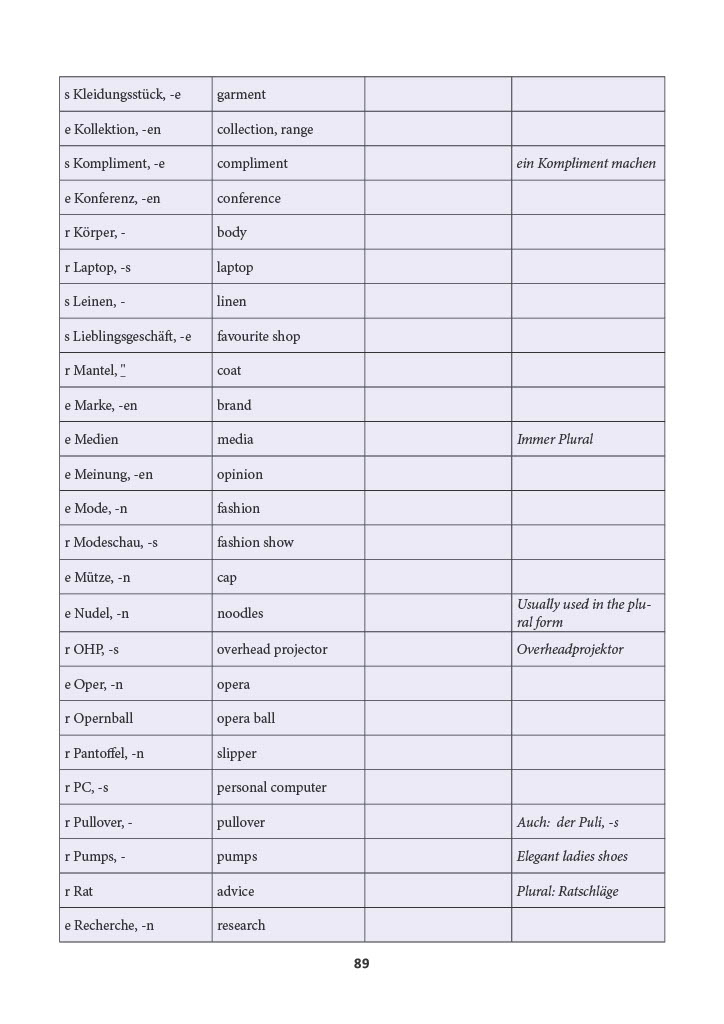 s Kleidungsstück, -e garment
e Kollektion, -en collection, range
s Kompliment, -e compliment ein Kompliment machen
e Konferenz, -en conference
r Körper, - body
r Laptop, -s laptop
s Leinen, - linen
s Lieblingsgeschäft, -e favourite shop
r Mantel, ̲" coat
e Marke, -en brand
e Medien media Immer Plural
e Meinung, -en opinion
e Mode, -n fashion
r Modeschau, -s fashion show
e Mütze, -n cap
e Nudel, -n noodles Usually used in the plu-
ral form
r OHP, -s overhead projector Overheadprojektor
e Oper, -n opera
r Opernball opera ball
r Pantoffel, -n slipper
r PC, -s personal computer
r Pullover, - pullover Auch: der Puli, -s
r Pumps, - pumps Elegant ladies shoes
r Rat advice Plural: Ratschläge
e Recherche, -n research
89